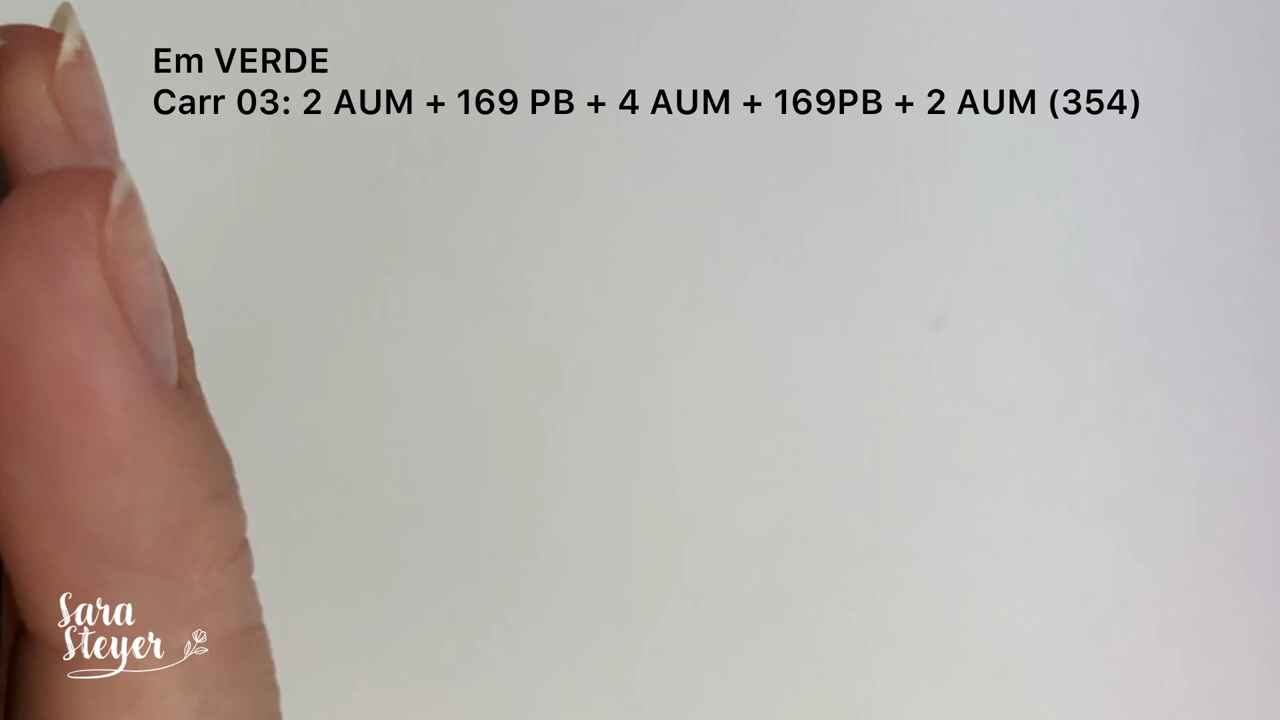 Em VERDE
Carr 03: 2 AUM + 169 PB + 4 AUM + 169PB + 2 AUM (354)
Sara
Steyer